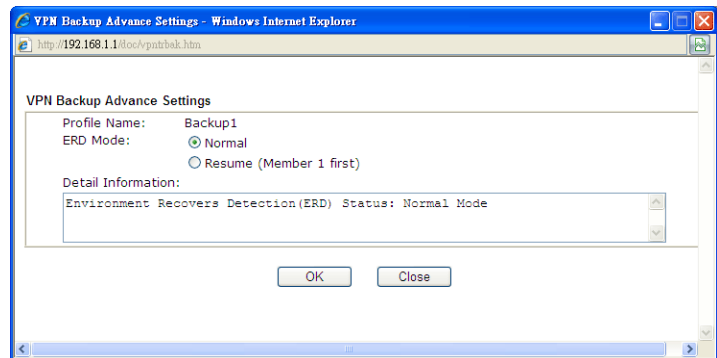 VPN Backup Advance Settings - Windows Internet Explorer
http://192.168.1.1/doc/vpntrbak.htm
VPN Backup Advance Settings
Profile Name: Backup1
ERD Mode: Normal
Resume (Member 1 first)
Detail Information:
Environment Recovers Detection(ERD) Status: Normal Mode
OK Close